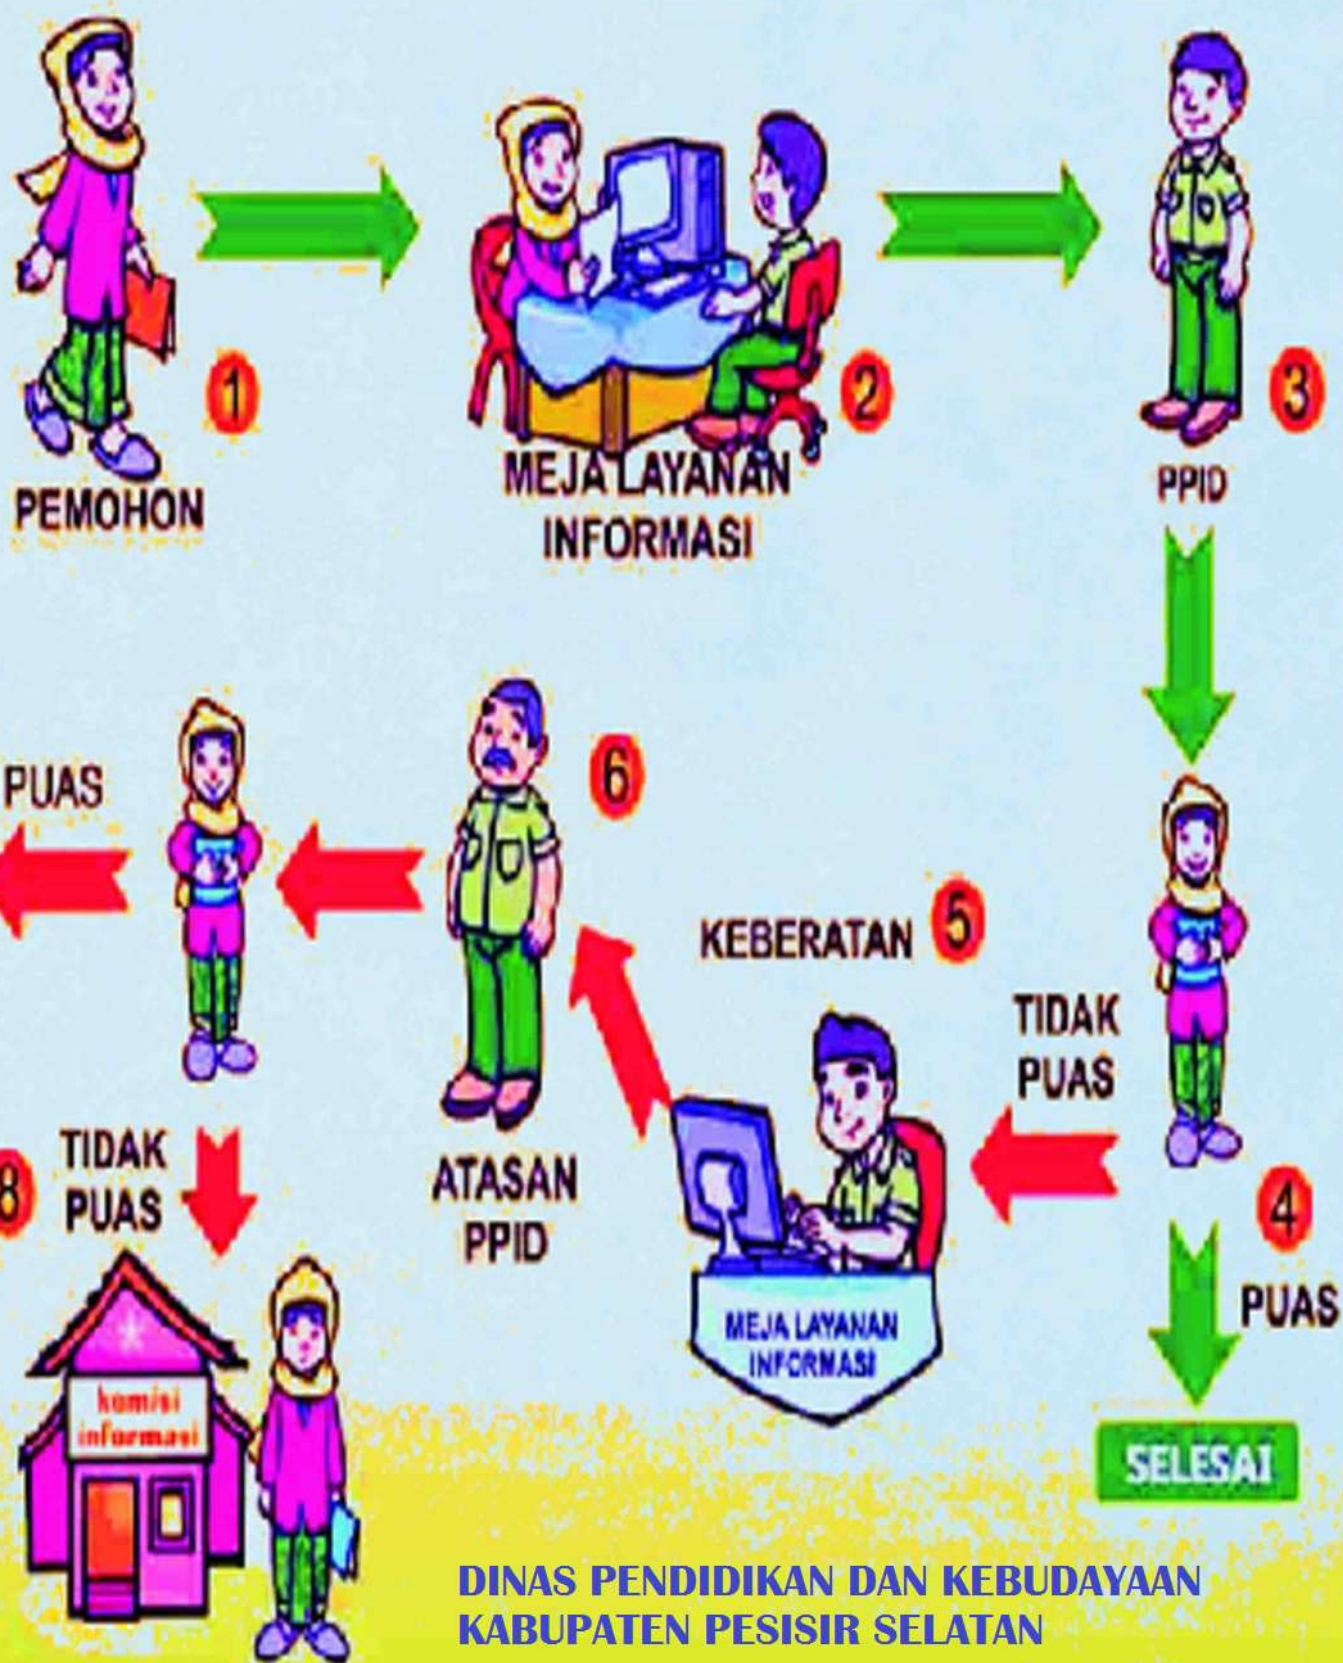 1
2
3
PEMOHON
MEJA LAYANAN
INFORMASI
PPID
PUAS
6
KEBERATAN 5
TIDAK
PUAS
8
TIDAK
PUAS
ATASAN
PPID
4
PUAS
MEJA LAYANAN
INFORMASI
komisi
informasi
SELESAI
DINAS PENDIDIKAN DAN KEBUDAYAAN
KABUPATEN PESISIR SELATAN